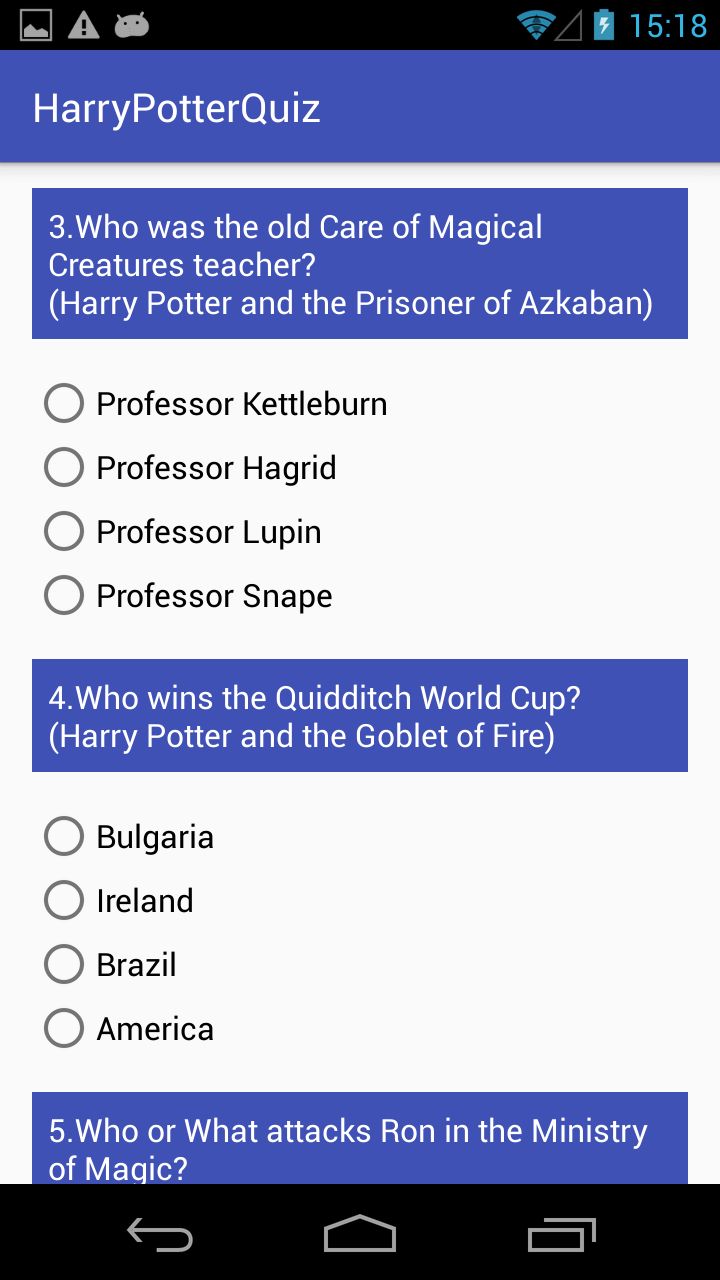 15:18
HarryPotterQuiz
3.Who was the old Care of Magical
Creatures teacher?
(Harry Potter and the Prisoner of Azkaban)
Professor Kettleburn
Professor Hagrid
Professor Lupin
Professor Snape
4.Who wins the Quidditch World Cup?
(Harry Potter and the Goblet of Fire)
Bulgaria
Ireland
Brazil
America
5.Who or What attacks Ron in the Ministry
of Magic?